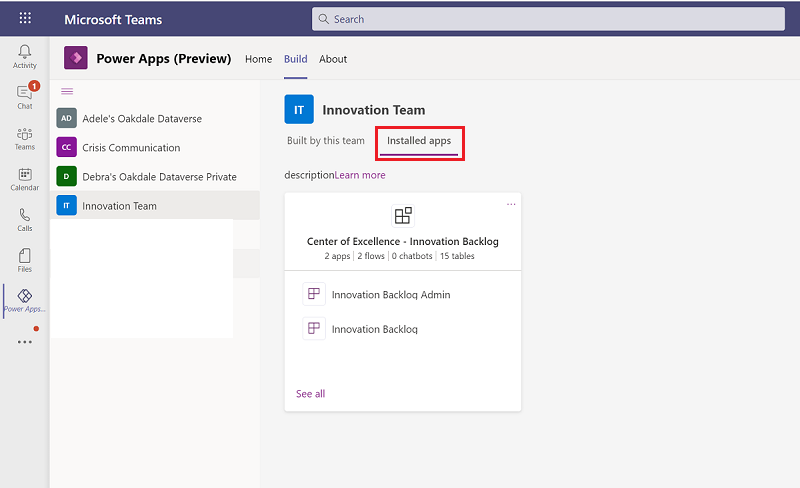 Microsoft Teams
Search
Activity
1
Chat
Teams
Calendar
Calls
Files
Power Apps...
Power Apps (Preview) Home Build About
AD Adele's Oakdale Dataverse
CC Crisis Communication
D Debra's Oakdale Dataverse Private
IT Innovation Team
IT Innovation Team
Built by this team Installed apps
descriptionLearn more
Center of Excellence - Innovation Backlog
2 apps | 2 flows | 0 chatbots | 15 tables
Innovation Backlog Admin
Innovation Backlog
See all